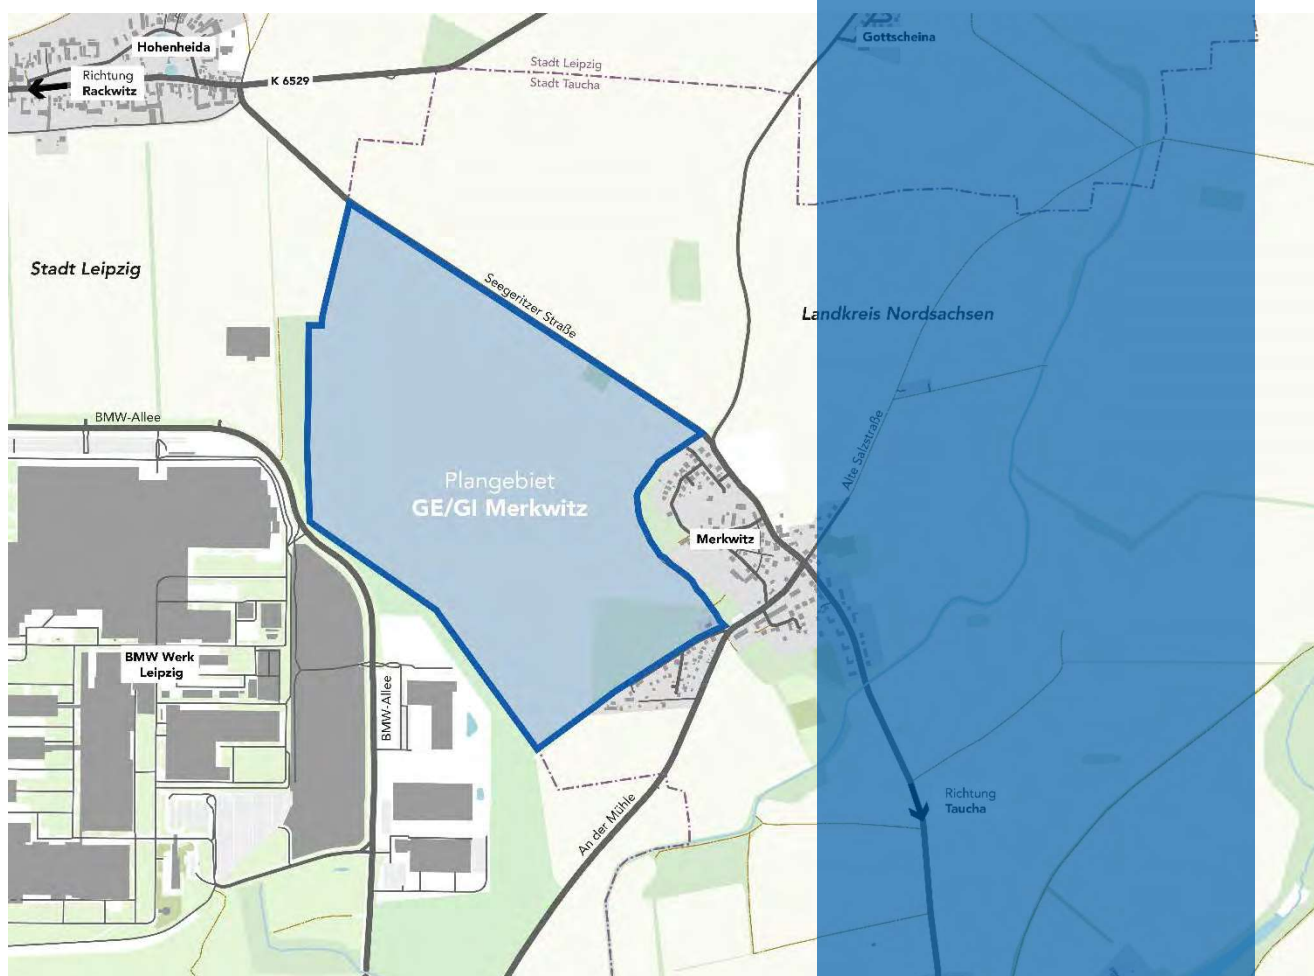 Hohenheida
Richtung
Rackwitz
K 6529
Stadt Leipzig
Stadt Taucha
Gottscheina
Stadt Leipzig
Seegeritzer Straße
Landkreis Nordsachsen
BMW-Allee
Alte Salzstraße
Plangebiet
GE/GI Merkwitz
Merkwitz
BMW Werk
Leipzig
BMW-Allee
Richtung
Taucha
An der Mühle